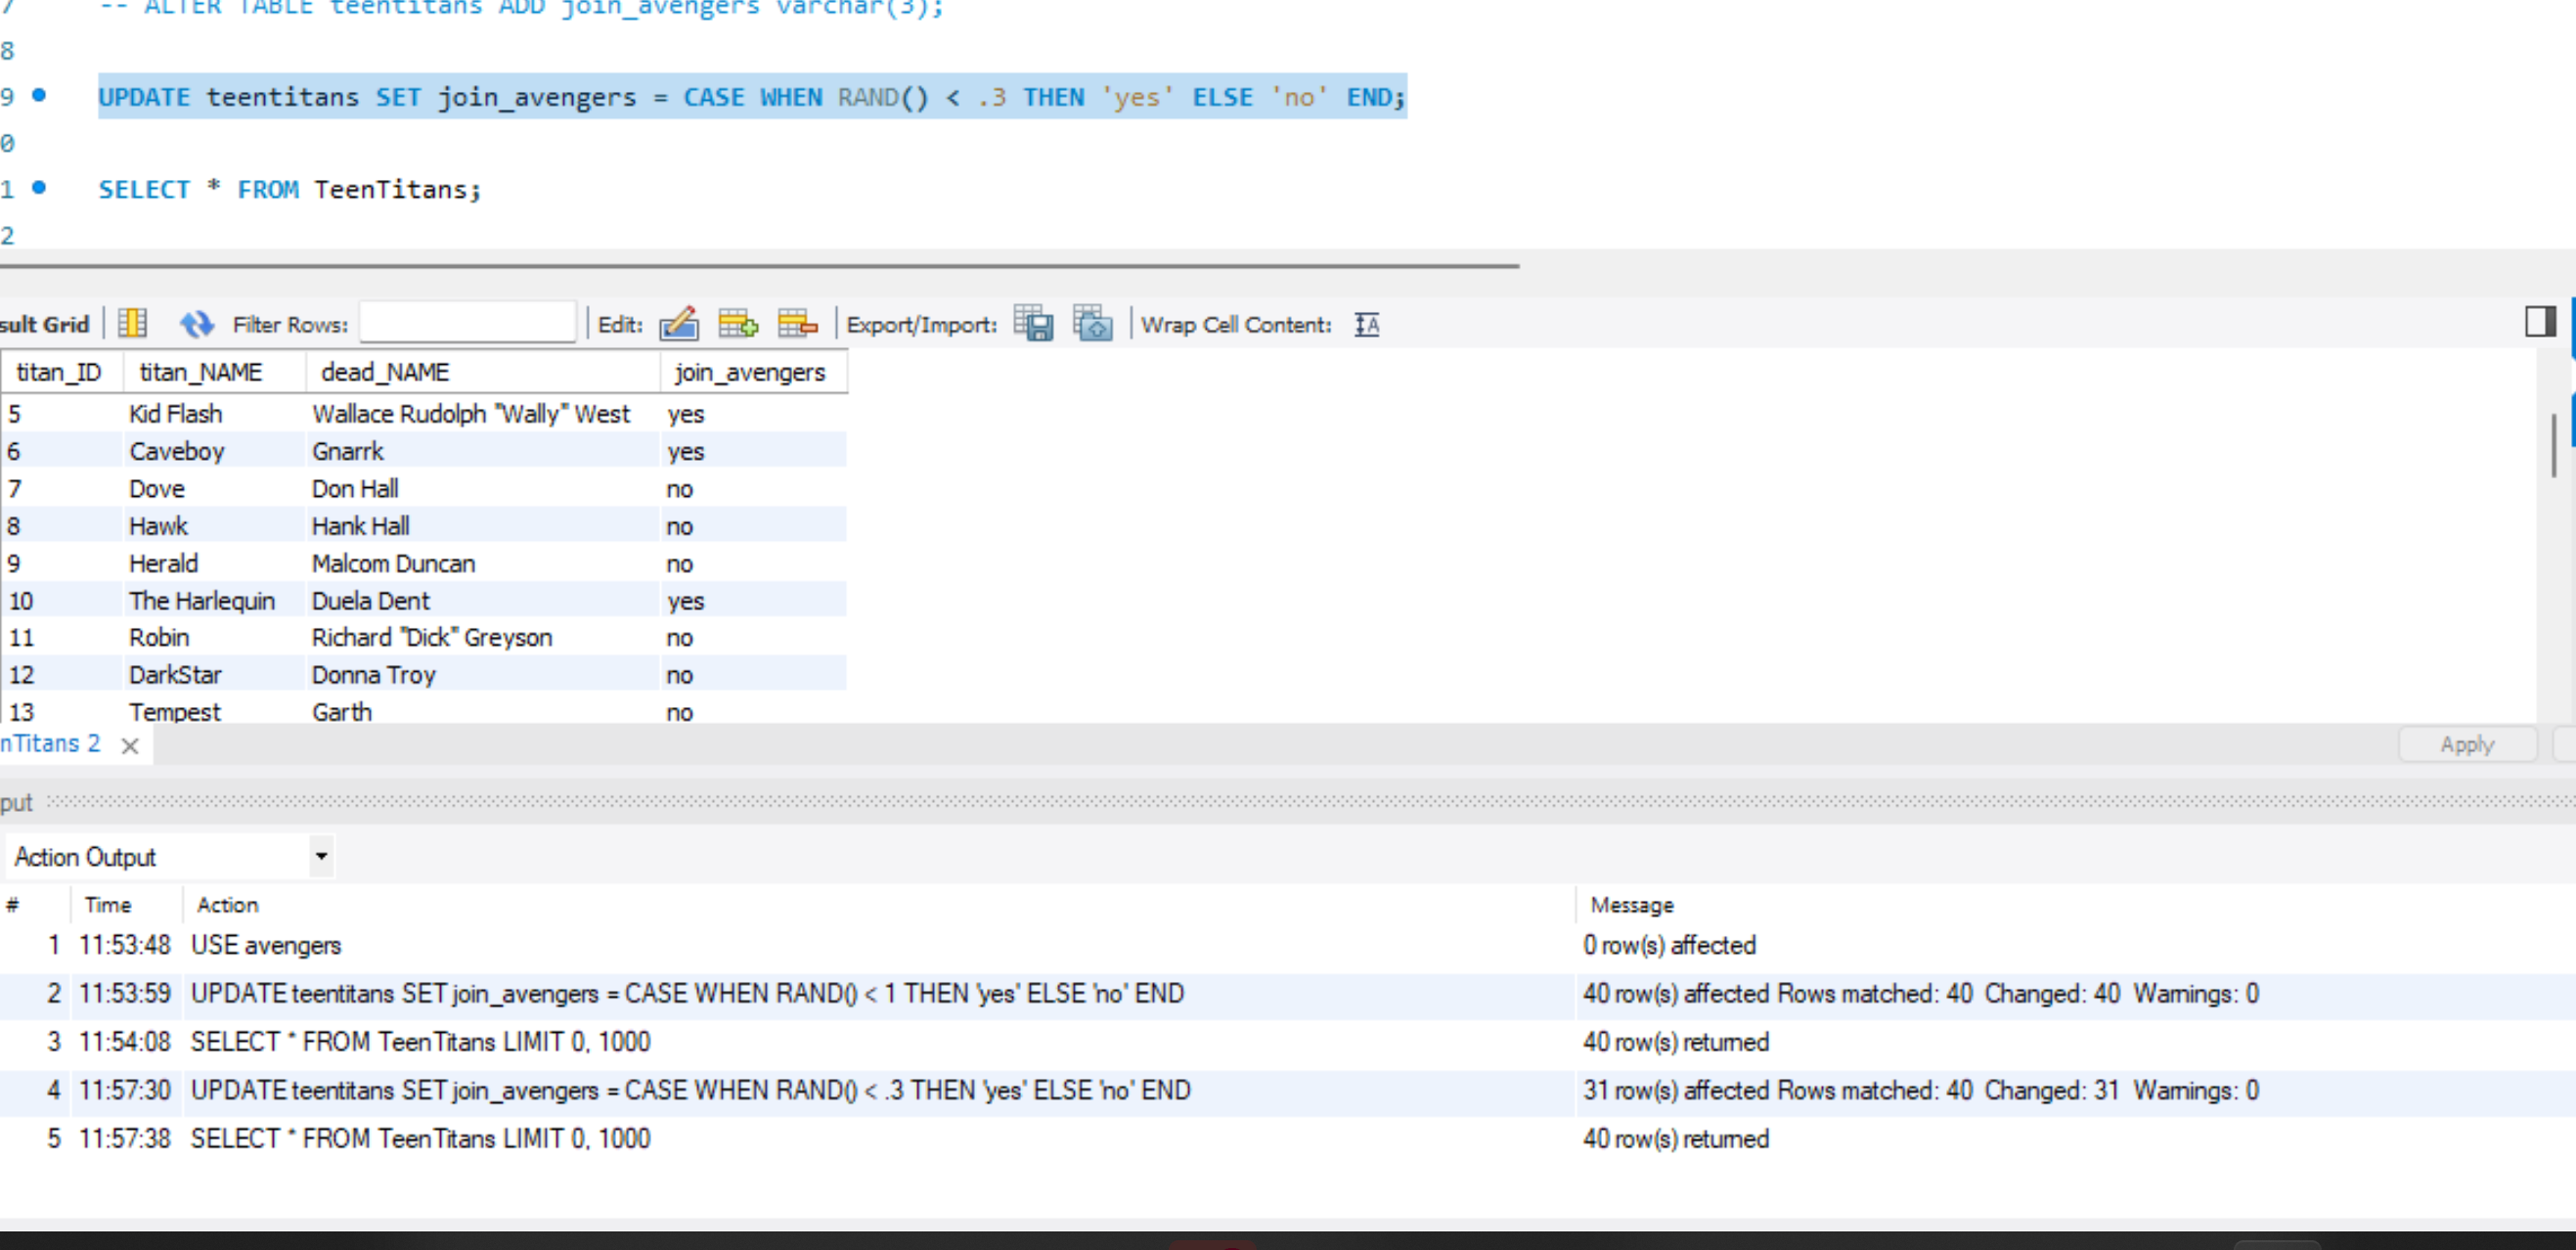 7 -- ALTER TABLE teentitans ADD join_avengers varchar(3);
8
9 UPDATE teentitans SET join_avengers = CASE WHEN RAND() < .3 THEN 'yes' ELSE 'no' END;
0
1 SELECT * FROM TeenTitans;
2
sult Grid Filter Rows: Edit: Export/Import: Wrap Cell Content:
titan_ID titan_NAME dead_NAME join_avengers
5 Kid Flash Wallace Rudolph "Wally" West yes
6 Caveboy Gnarrk yes
7 Dove Don Hall no
8 Hawk Hank Hall no
9 Herald Malcom Duncan no
10 The Harlequin Duela Dent yes
11 Robin Richard "Dick" Greyson no
12 DarkStar Donna Troy no
13 Tempest Garth no
nTitans 2 Apply
put
Action Output
# Time Action Message
1 11:53:48 USE avengers 0 row(s) affected
2 11:53:59 UPDATE teentitans SET join_avengers = CASE WHEN RAND() < 1 THEN 'yes' ELSE 'no' END 40 row(s) affected Rows matched: 40 Changed: 40 Warnings: 0
3 11:54:08 SELECT * FROM TeenTitans LIMIT 0, 1000 40 row(s) returned
4 11:57:30 UPDATE teentitans SET join_avengers = CASE WHEN RAND() < .3 THEN 'yes' ELSE 'no' END 31 row(s) affected Rows matched: 40 Changed: 31 Warnings: 0
5 11:57:38 SELECT * FROM TeenTitans LIMIT 0, 1000 40 row(s) returned